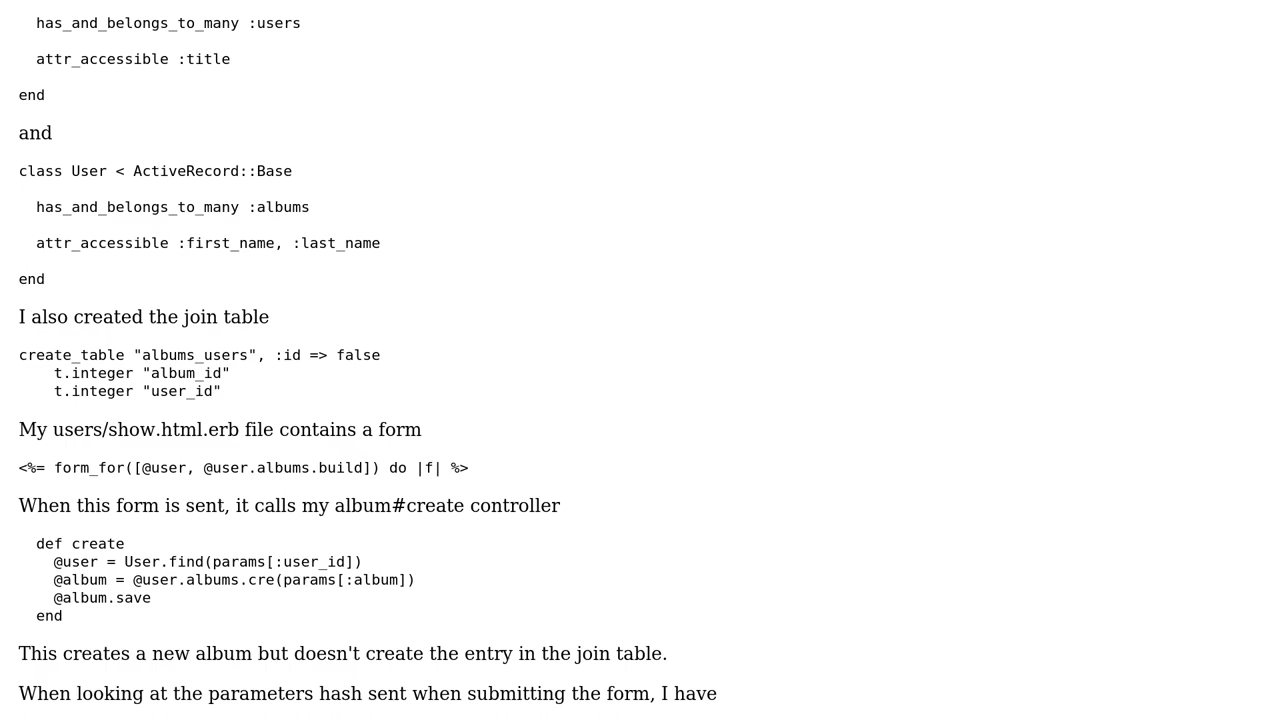 has_and_belongs_to_many :users
attr_accessible :title
end
and
class User < ActiveRecord::Base
has_and_belongs_to_many :albums
attr_accessible :first_name, :last_name
end
I also created the join table
create_table "albums_users", :id => false
t.integer "album_id"
t.integer "user_id"
My users/show.html.erb file contains a form
<%= form_for([@user, @user.albums.build]) do |f| %>
When this form is sent, it calls my album#create controller
def create
@user = User.find(params[:user_id])
@album = @user.albums.cre(params[:album])
@album.save
end
This creates a new album but doesn't create the entry in the join table.
When looking at the parameters hash sent when submitting the form, I have